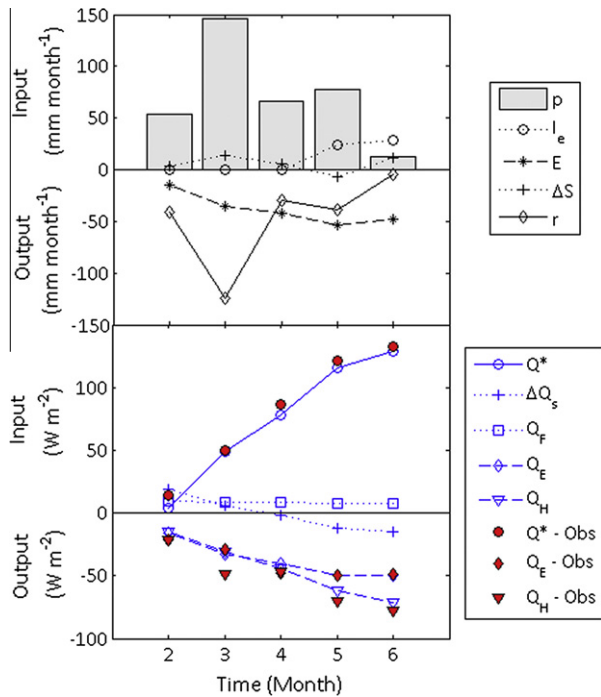 150
100
50
0
-50
-100
-150
Input
(mm month-1)
Output
(mm month-1)
p
Ie
E
ΔS
r
100
50
0
-50
-100
Input
(W m-2)
Output
(W m-2)
2 3 4 5 6
Time (Month)
Q*
ΔQs
QF
QE
QH
Q* - Obs
QE - Obs
QH - Obs